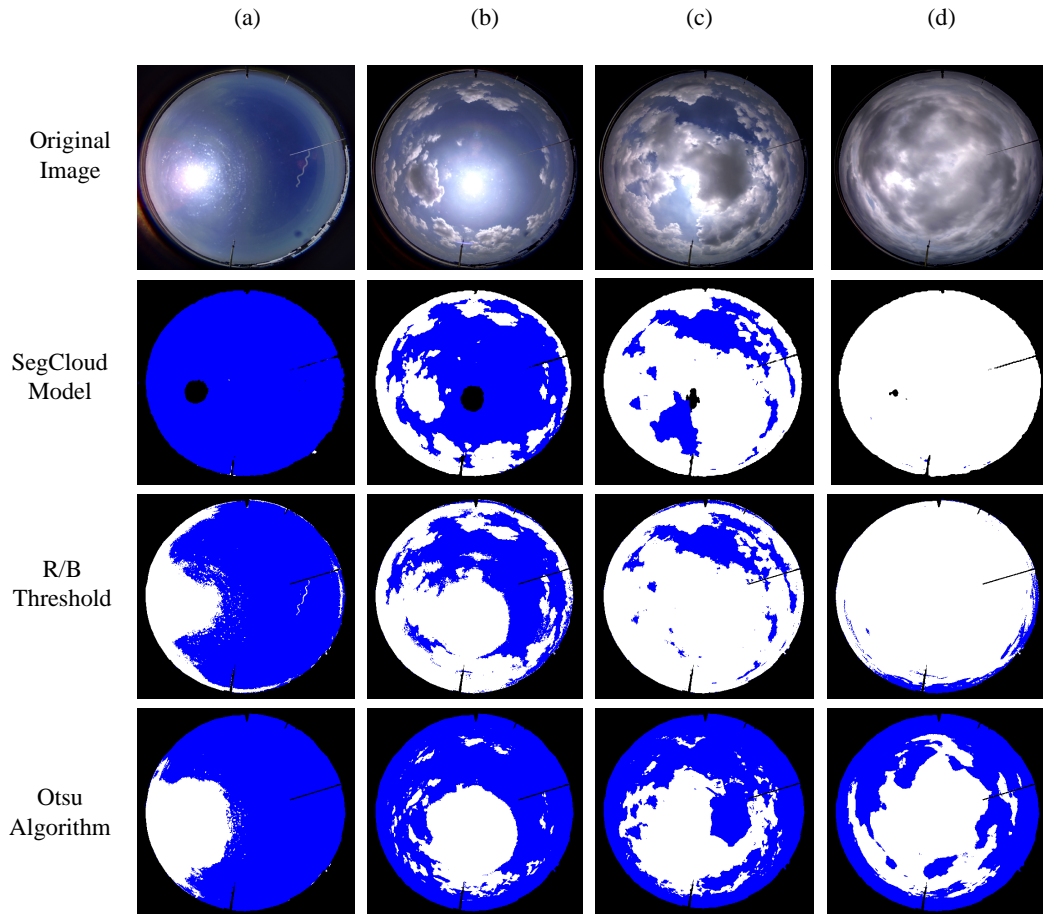 (a) (b) (c) (d)
Original
Image
SegCloud
Model
R/B
Threshold
Otsu
Algorithm